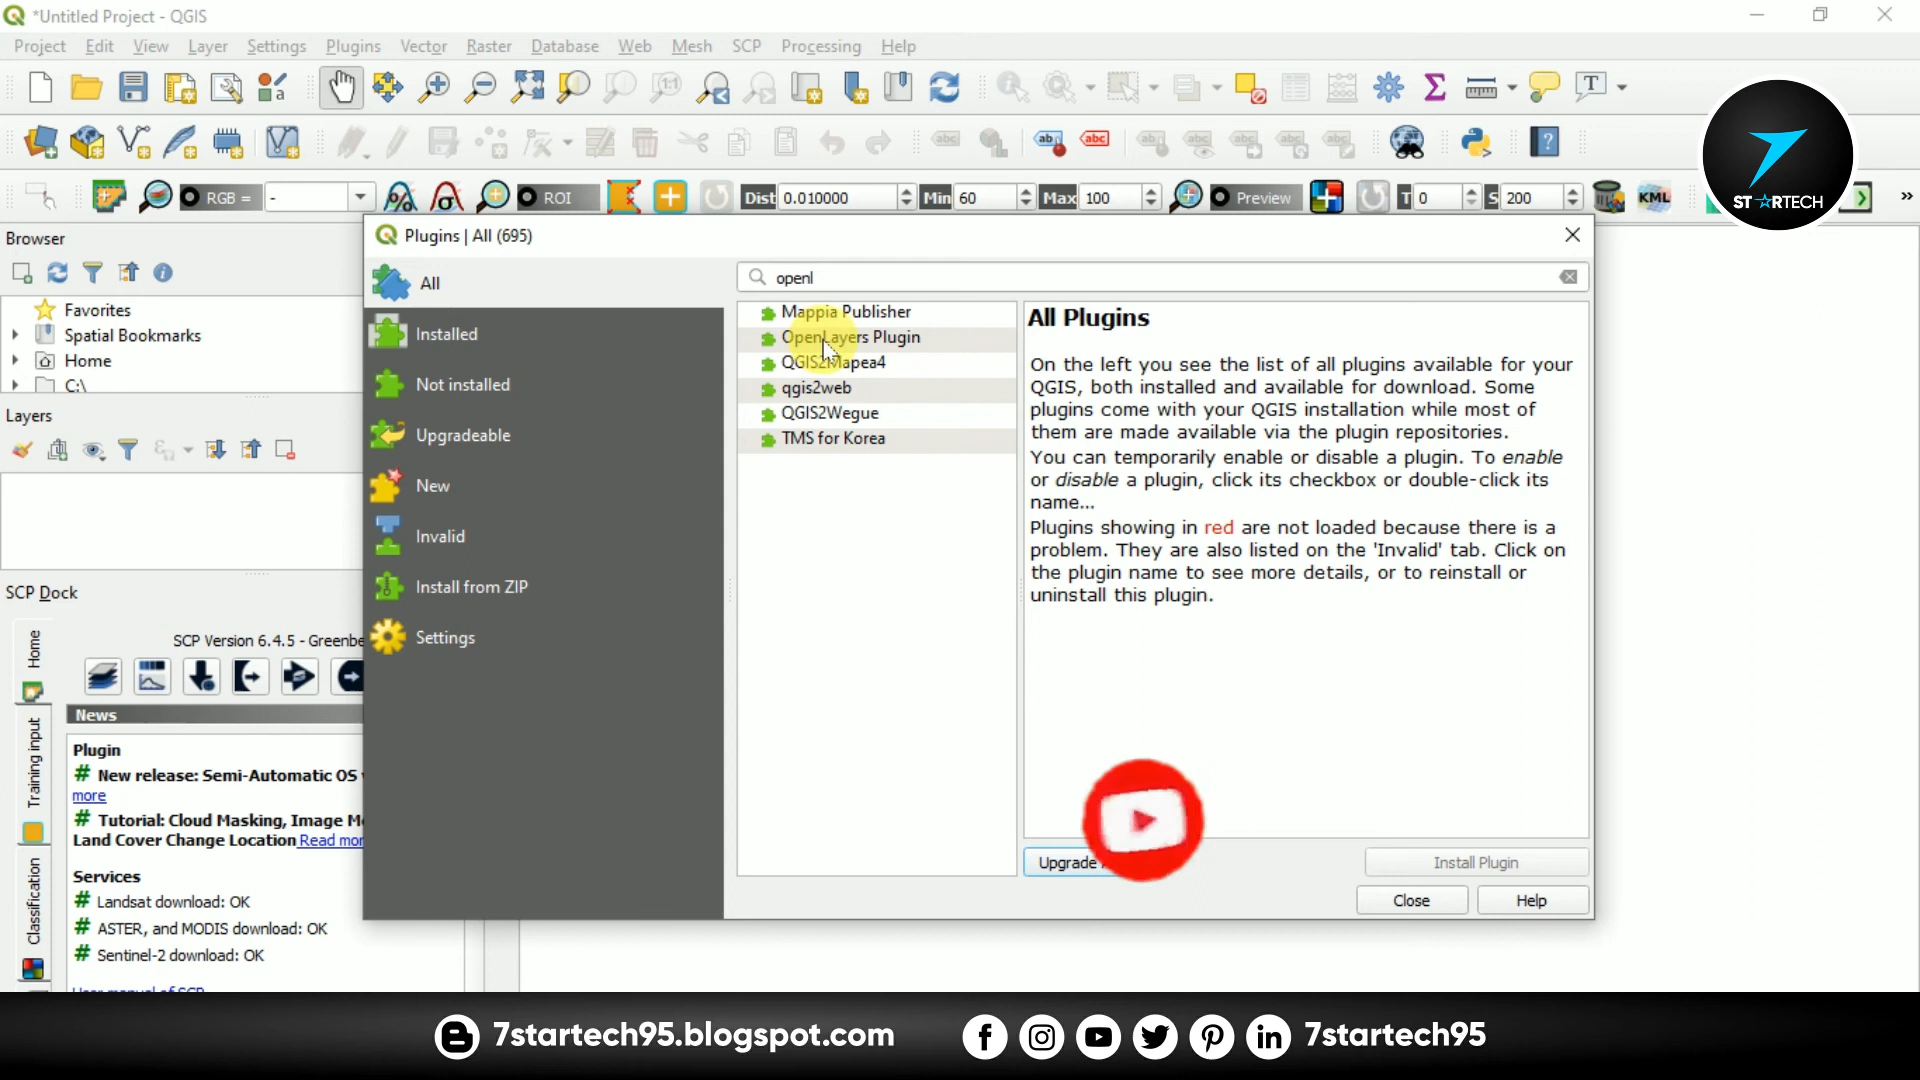 *Untitled Project - QGIS
Project Edit View Layer Settings Plugins Vector Raster Database Web Mesh SCP Processing Help
RGB = - ROI Dist 0.010000 Min 60 Max 100 Preview T 0 S 200 KML
STARTECH
Browser
Favorites
Spatial Bookmarks
Home
C:\
Layers
SCP Dock
Home
Training input
Classification
SCP Version 6.4.5 - Greenbe
News
Plugin
# New release: Semi-Automatic OS
more
# Tutorial: Cloud Masking, Image M
Land Cover Change Location Read mor
Services
# Landsat download: OK
# ASTER, and MODIS download: OK
# Sentinel-2 download: OK
User manual of SCP
Plugins | All (695)
All
Installed
Not installed
Upgradeable
New
Invalid
Install from ZIP
Settings
openl
Mappia Publisher
OpenLayers Plugin
QGIS2Mapea4
qgis2web
QGIS2Wegue
TMS for Korea
All Plugins
On the left you see the list of all plugins available for your
QGIS, both installed and available for download. Some
plugins come with your QGIS installation while most of
them are made available via the plugin repositories.
You can temporarily enable or disable a plugin. To enable
or disable a plugin, click its checkbox or double-click its
name...
Plugins showing in red are not loaded because there is a
problem. They are also listed on the 'Invalid' tab. Click on
the plugin name to see more details, or to reinstall or
uninstall this plugin.
Upgrade
Install Plugin
Close
Help
7startech95.blogspot.com
7startech95